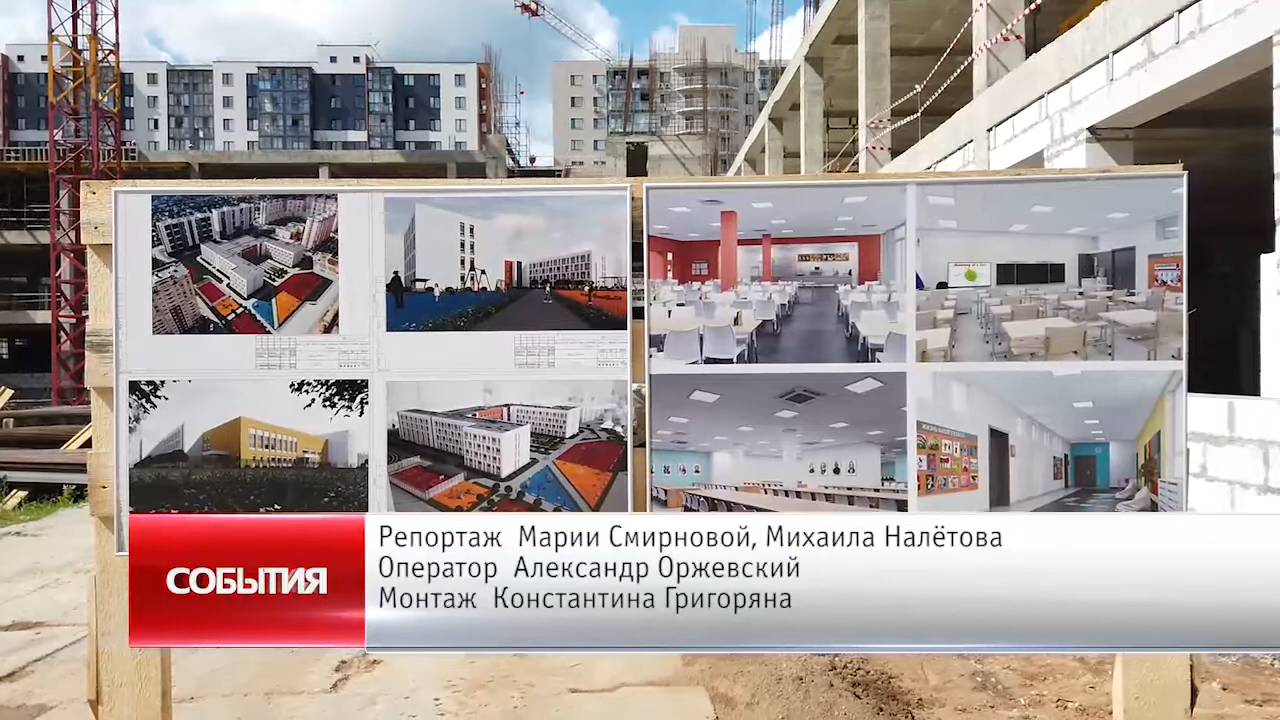 СОБЫТИЯ
Репортаж Марии Смирновой, Михаила Налётова
Оператор Александр Оржевский
Монтаж Константина Григоряна